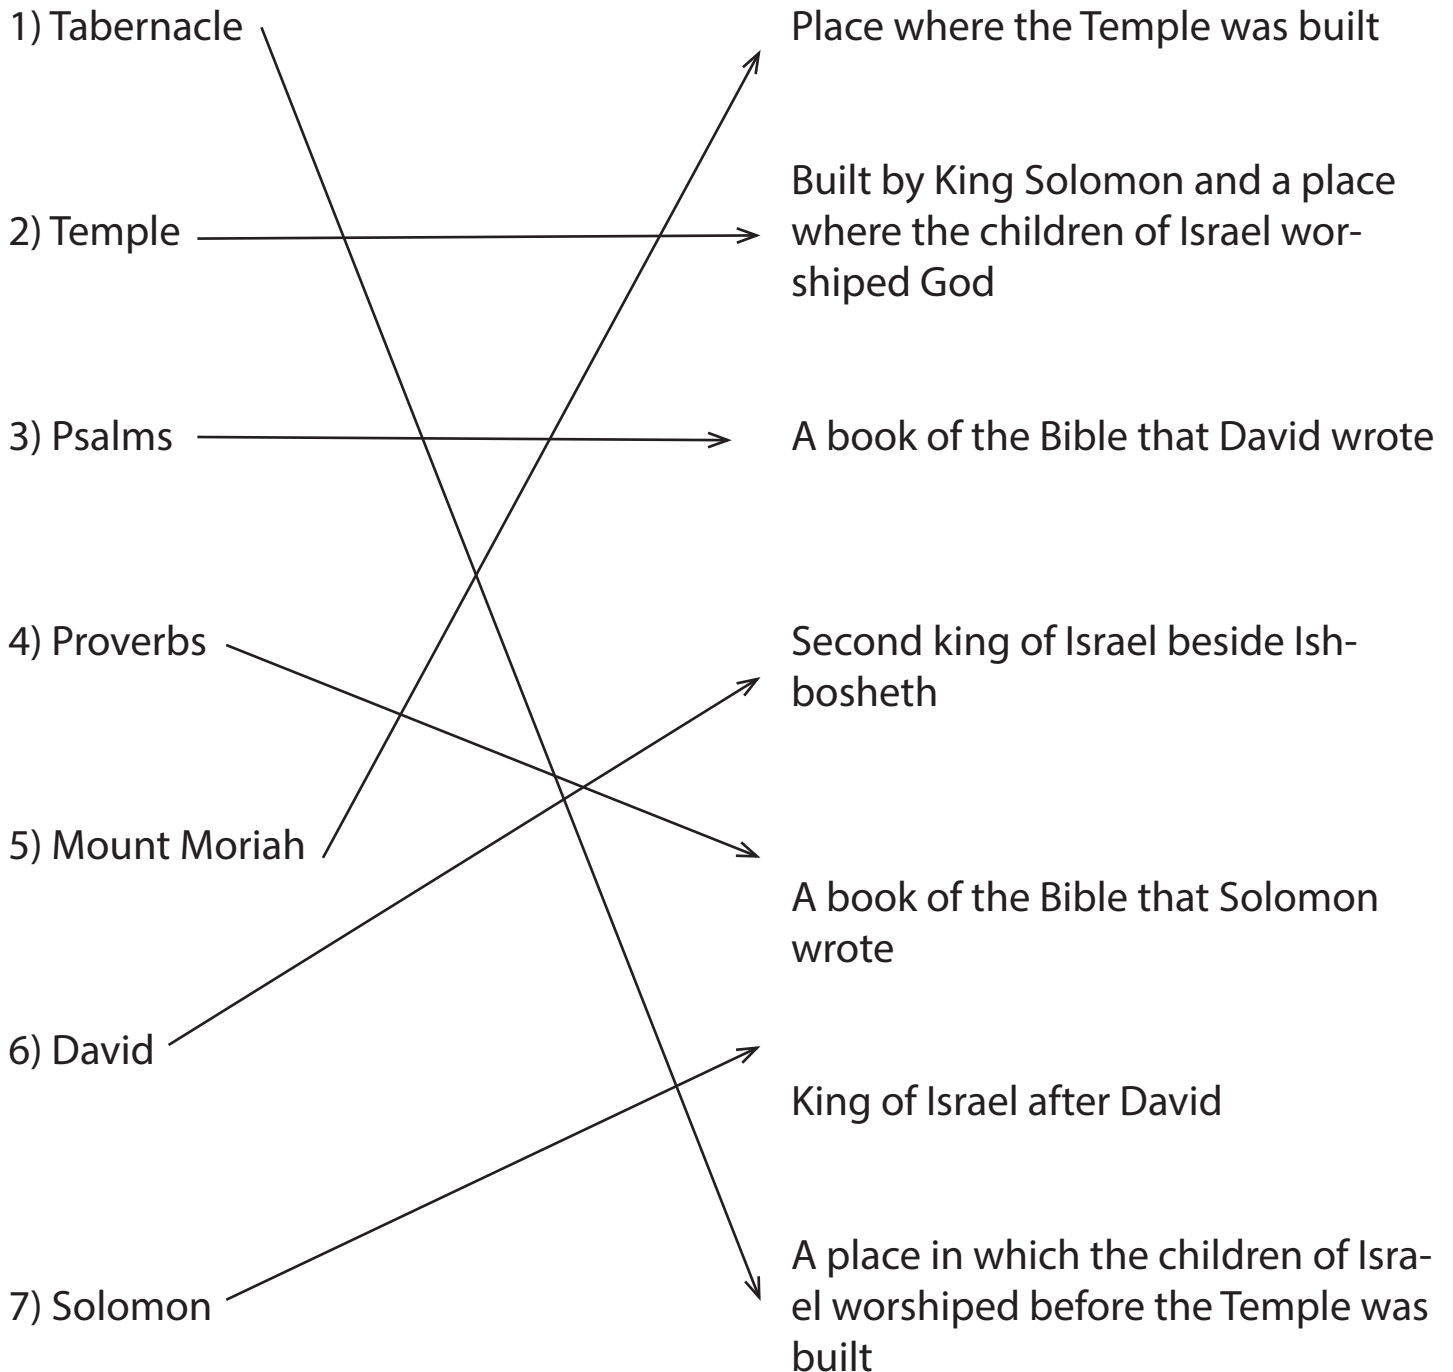 1) Tabernacle
Place where the Temple was built
2) Temple
Built by King Solomon and a place
where the children of Israel wor-
shiped God
3) Psalms
A book of the Bible that David wrote
4) Proverbs
Second king of Israel beside Ish-
bosheth
5) Mount Moriah
A book of the Bible that Solomon
wrote
6) David
King of Israel after David
7) Solomon
A place in which the children of Isra-
el worshiped before the Temple was
built